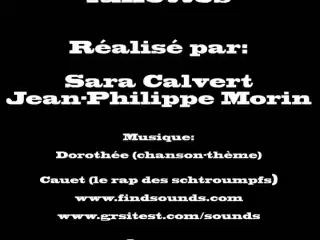 Réalisé par:
Sara Calvert
Jean-Philippe Morin
Musique:
Dorothée (chanson-thème)
Cauet (le rap des schtroumpfs)
www.findsounds.com
www.grsitest.com/sounds